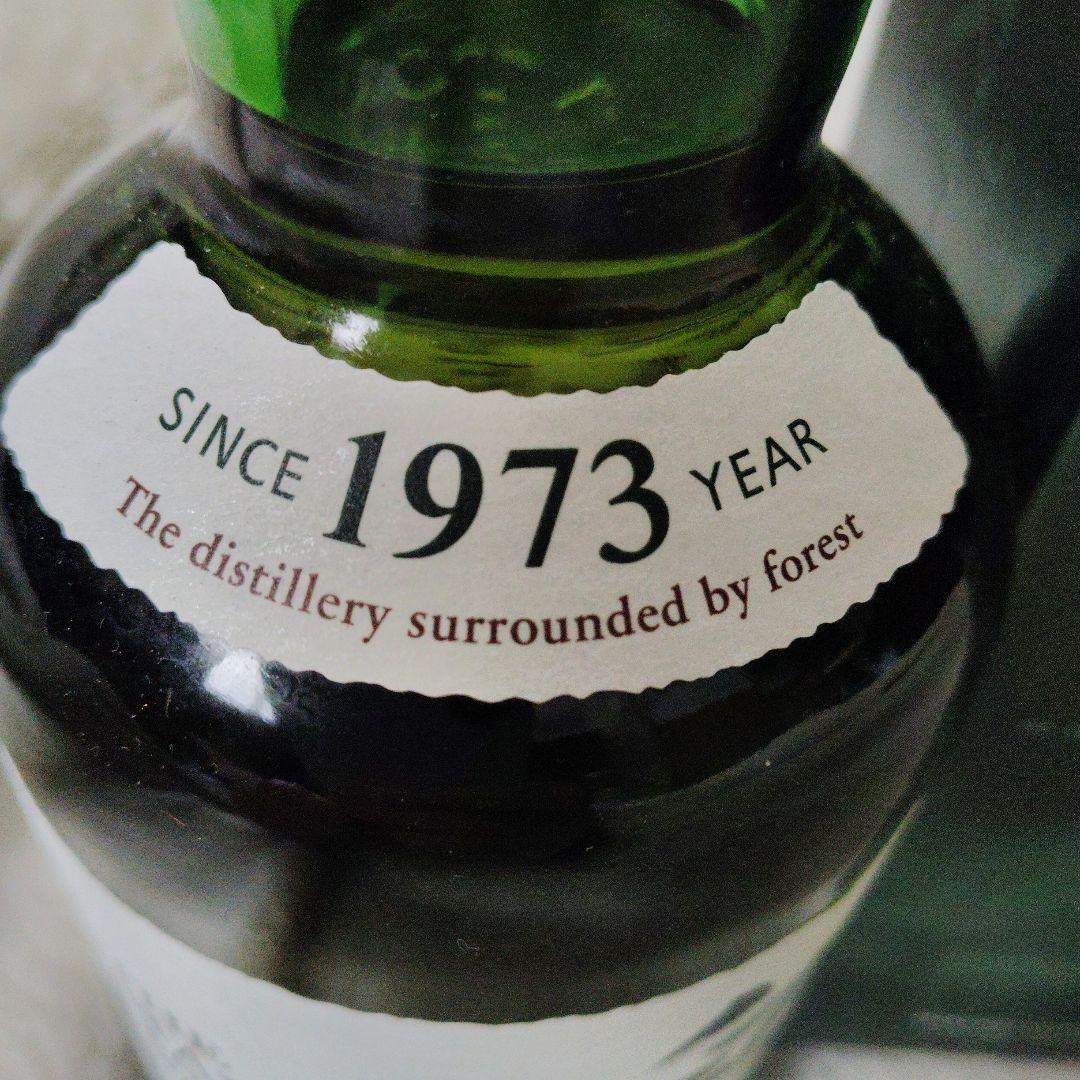 SINCE 1973 YEAR
The distillery surrounded by forest